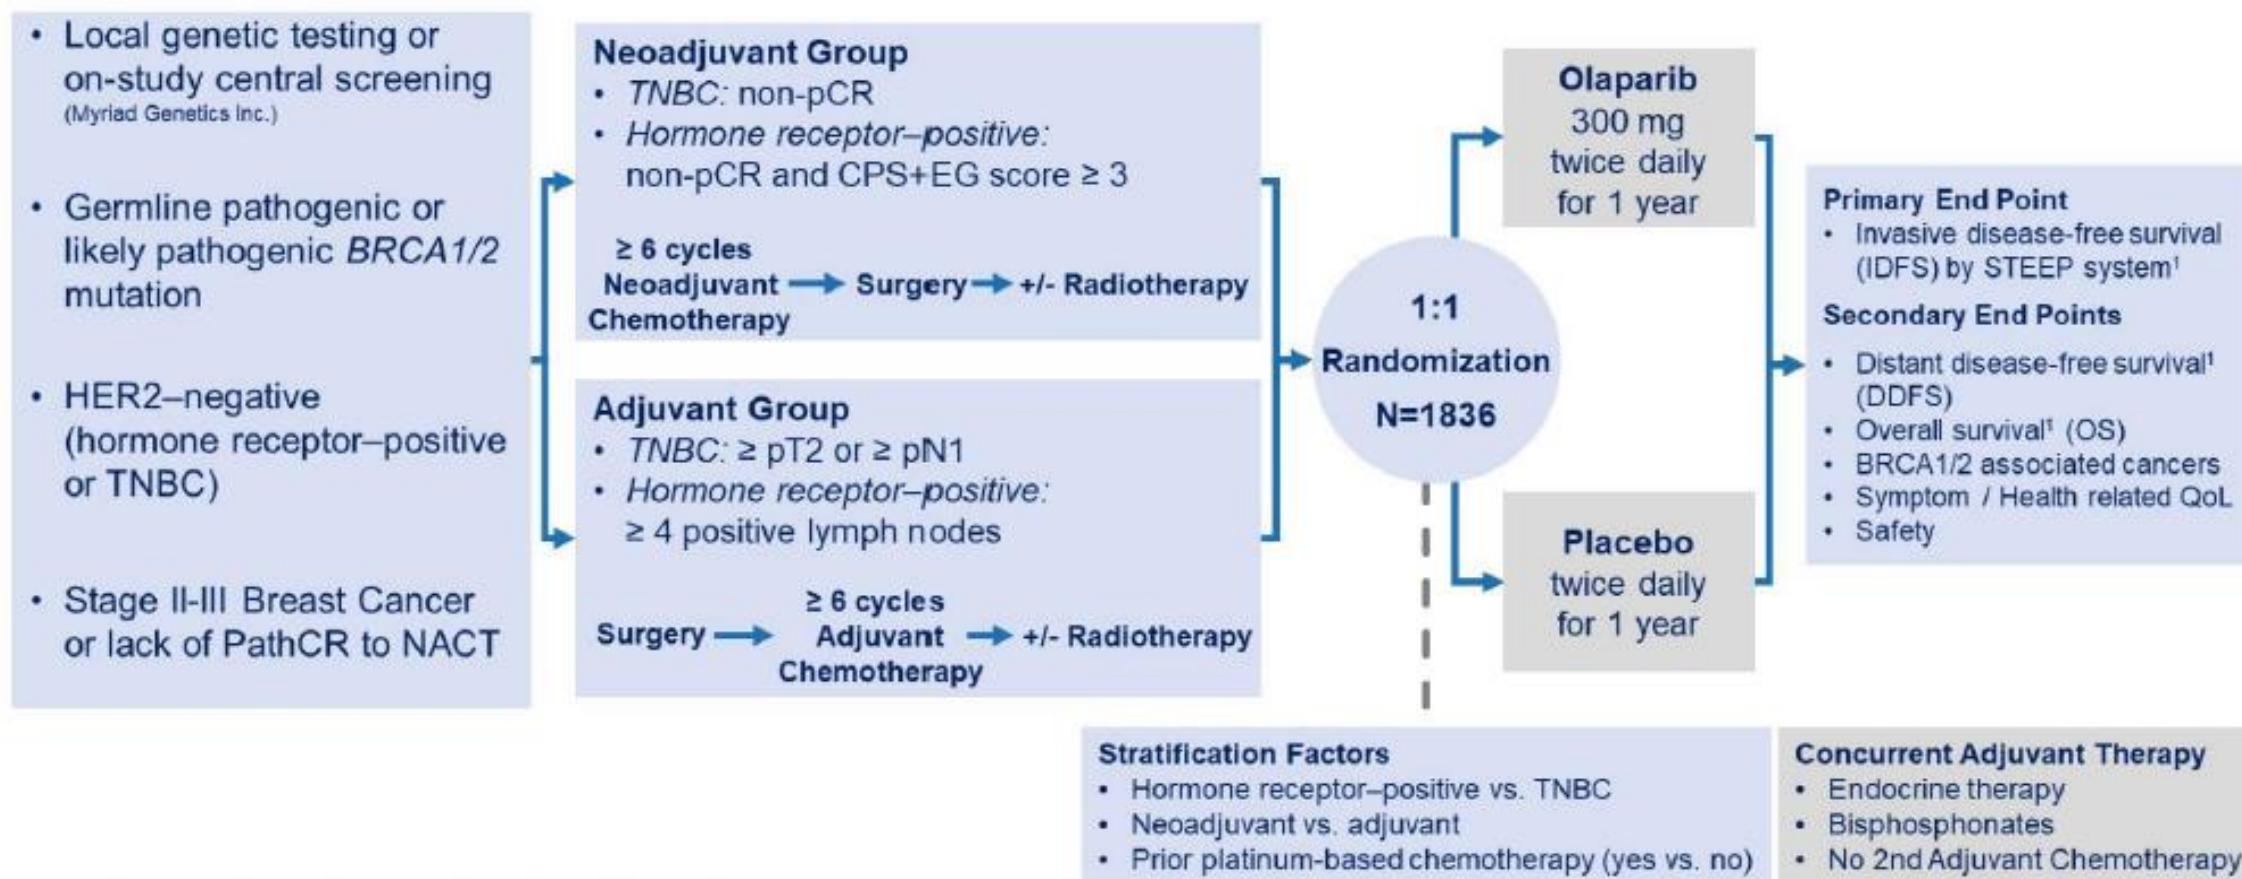 • Local genetic testing or
on-study central screening
(Myriad Genetics Inc.)
• Germline pathogenic or
likely pathogenic BRCA1/2
mutation
• HER2–negative
(hormone receptor–positive
or TNBC)
• Stage II-III Breast Cancer
or lack of PathCR to NACT
Neoadjuvant Group
• TNBC: non-pCR
• Hormone receptor–positive:
non-pCR and CPS+EG score ≥ 3
≥ 6 cycles
Neoadjuvant Surgery +/- Radiotherapy
Chemotherapy
Adjuvant Group
• TNBC: ≥ pT2 or ≥ pN1
• Hormone receptor–positive:
≥ 4 positive lymph nodes
≥ 6 cycles
Surgery Adjuvant +/- Radiotherapy
Chemotherapy
1:1
Randomization
N=1836
Olaparib
300 mg
twice daily
for 1 year
Placebo
twice daily
for 1 year
Primary End Point
• Invasive disease-free survival
(IDFS) by STEEP system¹
Secondary End Points
• Distant disease-free survival¹
(DDFS)
• Overall survival¹ (OS)
• BRCA1/2 associated cancers
• Symptom / Health related QoL
• Safety
Stratification Factors
• Hormone receptor–positive vs. TNBC
• Neoadjuvant vs. adjuvant
• Prior platinum-based chemotherapy (yes vs. no)
Concurrent Adjuvant Therapy
• Endocrine therapy
• Bisphosphonates
• No 2nd Adjuvant Chemotherapy